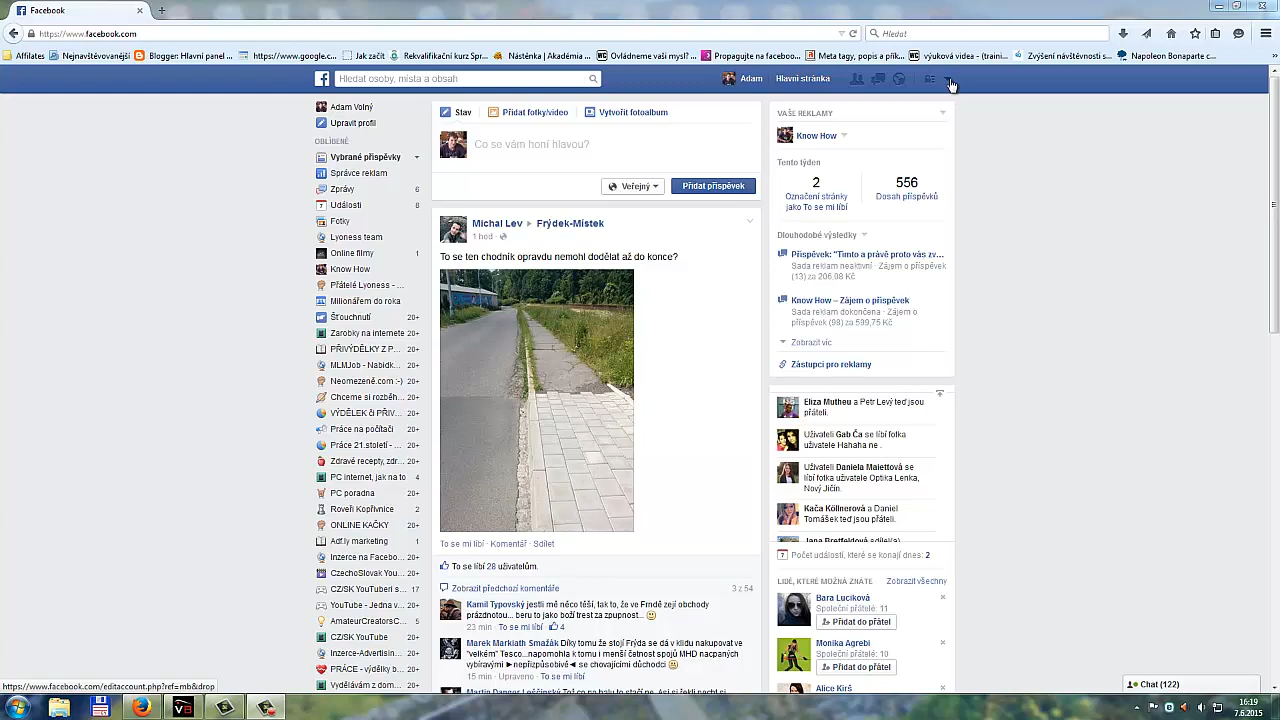 Facebook
https://www.facebook.com
Hledat
Affilates
Nejnavštěvovanější
Blogger: Hlavní panel ...
https://www.google.c...
Jak začít
Rekvalifikační kurz Spr...
Nástěnka | Akademia ...
Ovládneme vaši mysl? ...
Propagujte na faceboo...
Meta tagy, popis a přík...
výuková videa - (train...
Zvýšení návštěvnosti s...
Napoleon Bonaparte c...
Hledat osoby, místa a obsah
Adam
Hlavní stránka
Adam Volný
Upravit profil
OBLÍBENÉ
Vybrané příspěvky
Správce reklam
Zprávy 6
Události 8
Fotky
Lyoness team
Online filmy 1
Know How
Přátelé Lyoness - ...
Milionářem do roka
Šťouchnutí 20+
Zarobky na internete 20+
PŘIVÝDĚLKY Z P... 20+
MLMJob - Nabídk... 20+
Neomezené.com :-) 20+
Chceme si rozběh... 20+
VÝDĚLEK či PŘIV... 20+
Práce na počítači 20+
Práce 21.století - ... 20+
Zdravé recepty, zdr... 20+
PC Internet, jak na to 4
PC poradna 20+
Roveři Kopřivnice 2
ONLINE KAČKY 20+
Adf.ly marketing 1
Inzerce na Facebo... 20+
CzechoSlovak You... 20+
CZ/SK YouTubeři s... 17
YouTube - Jedna v... 20+
AmateurCreatorsC... 20+
CZ/SK YouTube 20+
Inzerce-Advertisin... 20+
PRÁCE - výdělky b... 20+
Vydělávám z dom... 20+
Stav
Přidat fotky/video
Vytvořit fotoalbum
Co se vám honí hlavou?
Veřejný
Přidat příspěvek
Michal Lev ▸ Frýdek-Místek
1 hod ·
To se ten chodník opravdu nemohl dodělat až do konce?
To se mi líbí · Komentář · Sdílet
To se líbí 28 uživatelům.
Zobrazit předchozí komentáře 3 z 54
Kamil Typovský jestli mě něco těší, tak to, že ve Frndě její obchody
prázdnotou... beru to jako boží trest za zpupnost...
23 min · To se mi líbí · 4
Marek Markiath Smažák Díky tomu že stojí Frýda se dá v klidu nakupovat ve
"velkém" Tesco...napomohla k tomu i menší četnost spojů MHD nacpaných
vybíravými ►nepřizpůsobivé◄ se chovajícími důchodci
15 min · Upraveno · To se mi líbí
VAŠE REKLAMY
Know How
Tento týden
2 556
Označení stránky Dosah příspěvků
jako To se mi líbí
Dlouhodobé výsledky
Příspěvek: "Tímto a právě proto vás zv...
Sada reklam neaktivní · Zájem o příspěvek
(13) za 206,08 Kč
Know How – Zájem o příspěvek
Sada reklam dokončena · Zájem o
příspěvek (98) za 599,75 Kč
Zobrazit víc
Zástupci pro reklamy
Eliza Mutheu a Petr Levý teď jsou
přáteli.
Uživateli Gab Ča se líbí fotka
uživatele Hahaha ne .
Uživateli Daniela Maiettová se
líbí fotka uživatele Optika Lenka,
Nový Jičín.
Kača Köllnerová a Daniel
Tomášek teď jsou přáteli.
Jana Bretfeldová sdílel(a)
Počet událostí, které se konají dnes: 2
LIDÉ, KTERÉ MOŽNÁ ZNÁTE Zobrazit všechny
Bara Luciková
Společní přátelé: 11
Přidat do přátel
Monika Agrebi
Společní přátelé: 10
Přidat do přátel
Alice Kirš
Chat (122)
https://www.facebook.com/editaccount.php?ref=mb&drop
16:19
7.6.2015